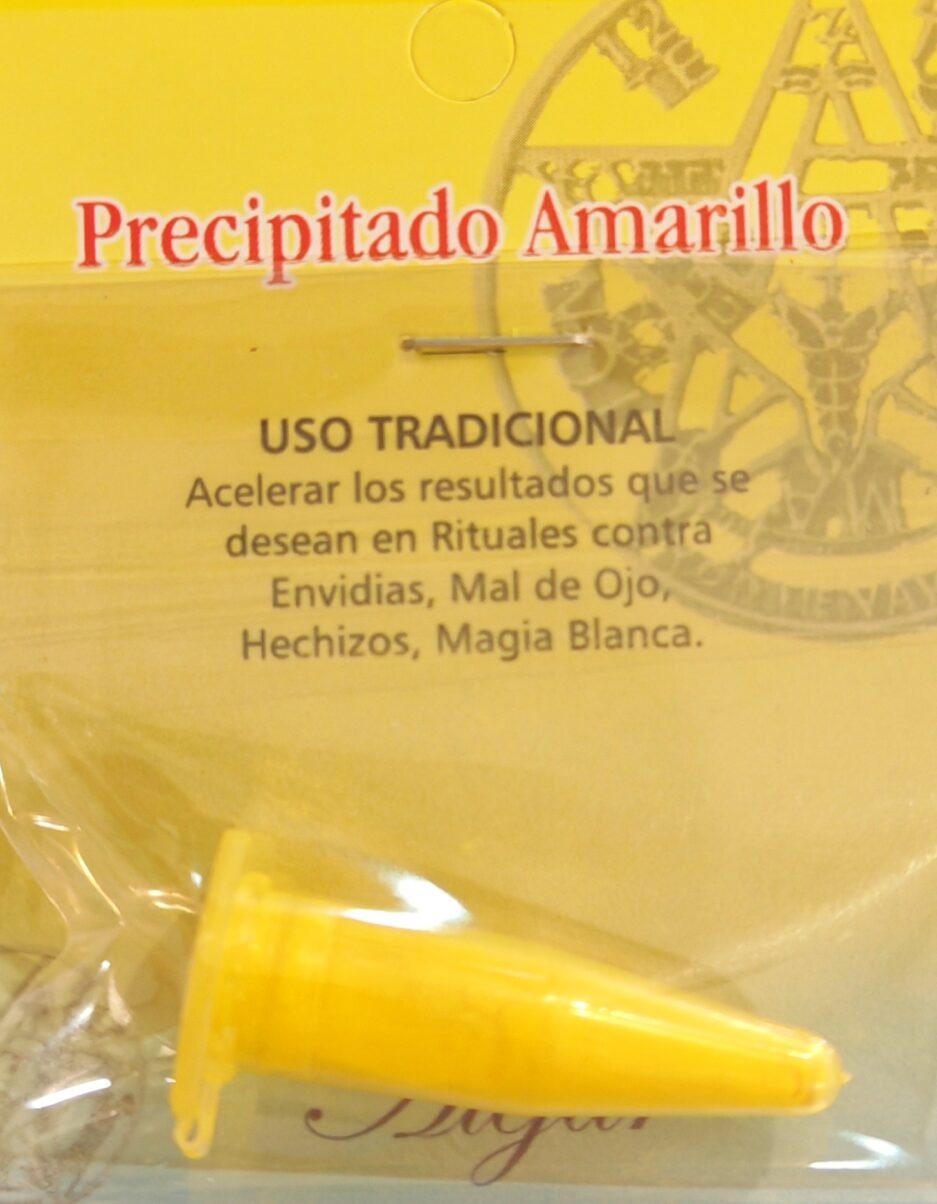 Precipitado Amarillo
USO TRADICIONAL
Acelerar los resultados que se
desean en Rituales contra
Envidias, Mal de Ojo,
Hechizos, Magia Blanca.